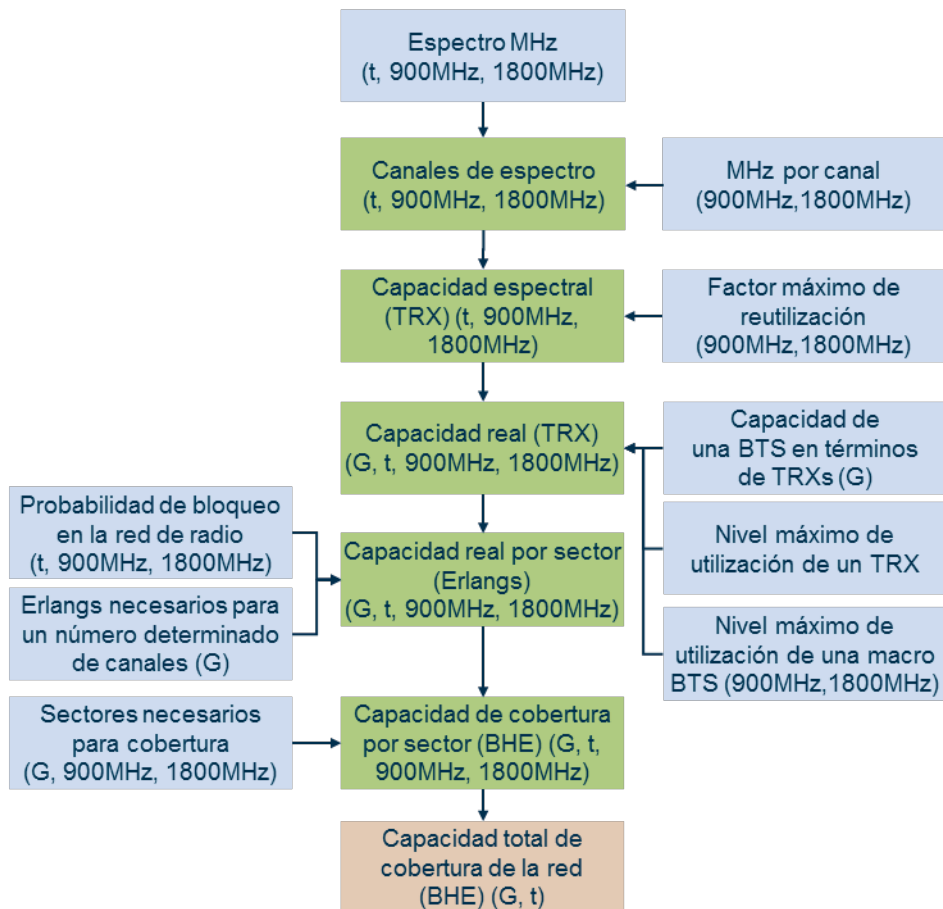 Espectro MHz
(t, 900MHz, 1800MHz)
Canales de espectro
(t, 900MHz, 1800MHz)
MHz por canal
(900MHz,1800MHz)
Capacidad espectral
(TRX) (t, 900MHz,
1800MHz)
Factor máximo de
reutilización
(900MHz,1800MHz)
Capacidad real (TRX)
(G, t, 900MHz, 1800MHz)
Capacidad de
una BTS en términos
de TRXs (G)
Nivel máximo de
utilización de un TRX
Nivel máximo de
utilización de una macro
BTS (900MHz,1800MHz)
Probabilidad de bloqueo
en la red de radio
(t, 900MHz, 1800MHz)
Erlangs necesarios para
un número determinado
de canales (G)
Capacidad real por sector
(Erlangs)
(G, t, 900MHz, 1800MHz)
Sectores necesarios
para cobertura
(G, 900MHz, 1800MHz)
Capacidad de cobertura
por sector (BHE) (G, t,
900MHz, 1800MHz)
Capacidad total de
cobertura de la red
(BHE) (G, t)